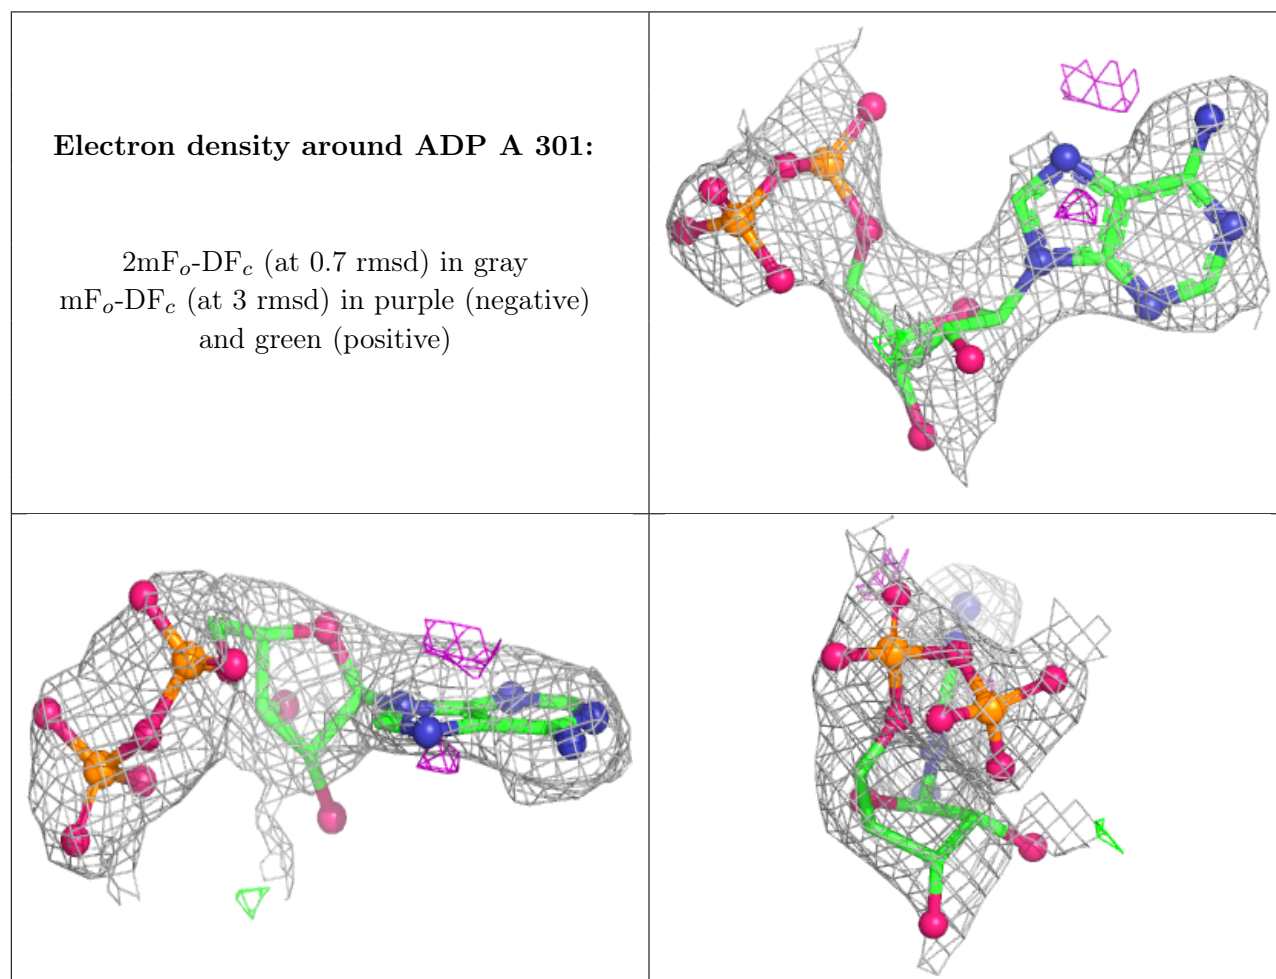 Electron density around ADP A 301:
2mFo-DFc (at 0.7 rmsd) in gray
mFo-DFc (at 3 rmsd) in purple (negative)
and green (positive)